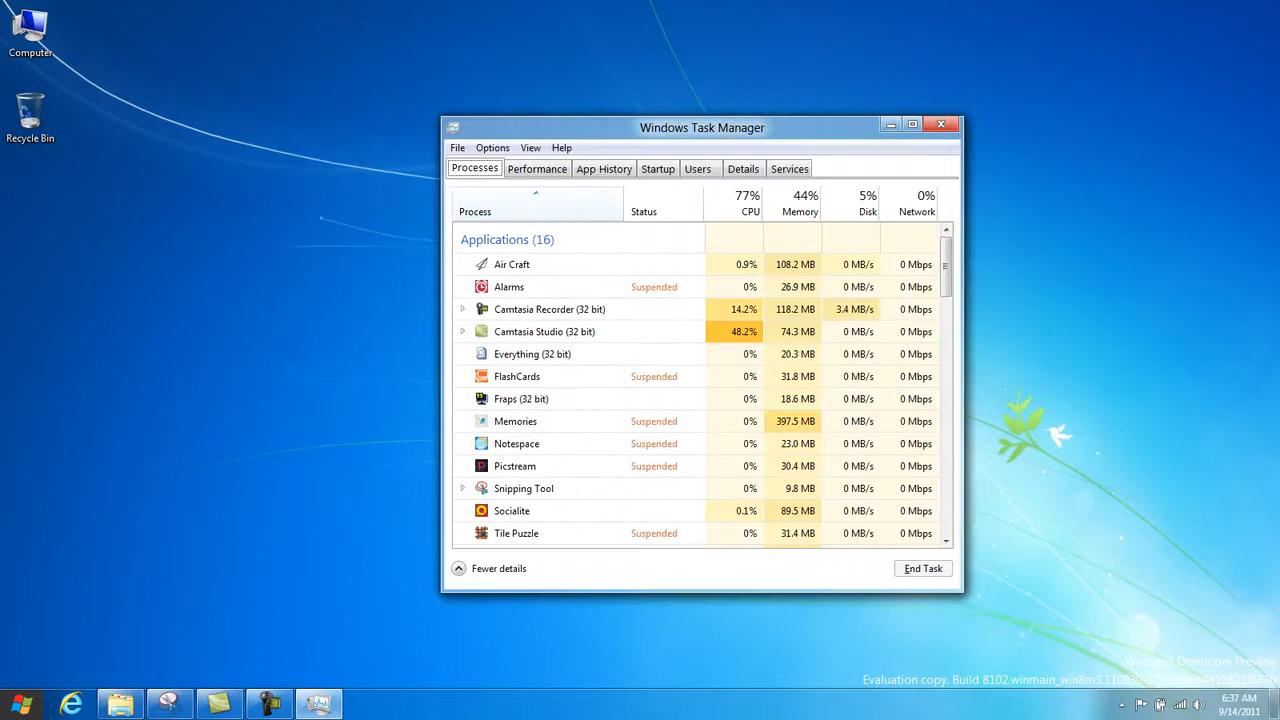 Computer
Recycle Bin
Windows Task Manager
File Options View Help
Processes Performance App History Startup Users Details Services
77% 44% 5% 0%
Process Status CPU Memory Disk Network
Applications (16)
Air Craft 0.9% 108.2 MB 0 MB/s 0 Mbps
Alarms Suspended 0% 26.9 MB 0 MB/s 0 Mbps
Camtasia Recorder (32 bit) 14.2% 118.2 MB 3.4 MB/s 0 Mbps
Camtasia Studio (32 bit) 48.2% 74.3 MB 0 MB/s 0 Mbps
Everything (32 bit) 0% 20.3 MB 0 MB/s 0 Mbps
FlashCards Suspended 0% 31.8 MB 0 MB/s 0 Mbps
Fraps (32 bit) 0% 18.6 MB 0 MB/s 0 Mbps
Memories Suspended 0% 397.5 MB 0 MB/s 0 Mbps
Notespace Suspended 0% 23.0 MB 0 MB/s 0 Mbps
Picstream Suspended 0% 30.4 MB 0 MB/s 0 Mbps
Snipping Tool 0% 9.8 MB 0 MB/s 0 Mbps
Socialite 0.1% 89.5 MB 0 MB/s 0 Mbps
Tile Puzzle Suspended 0% 31.4 MB 0 MB/s 0 Mbps
Fewer details End Task
Developer Preview
Evaluation copy. Build
6:37 AM
9/14/2011